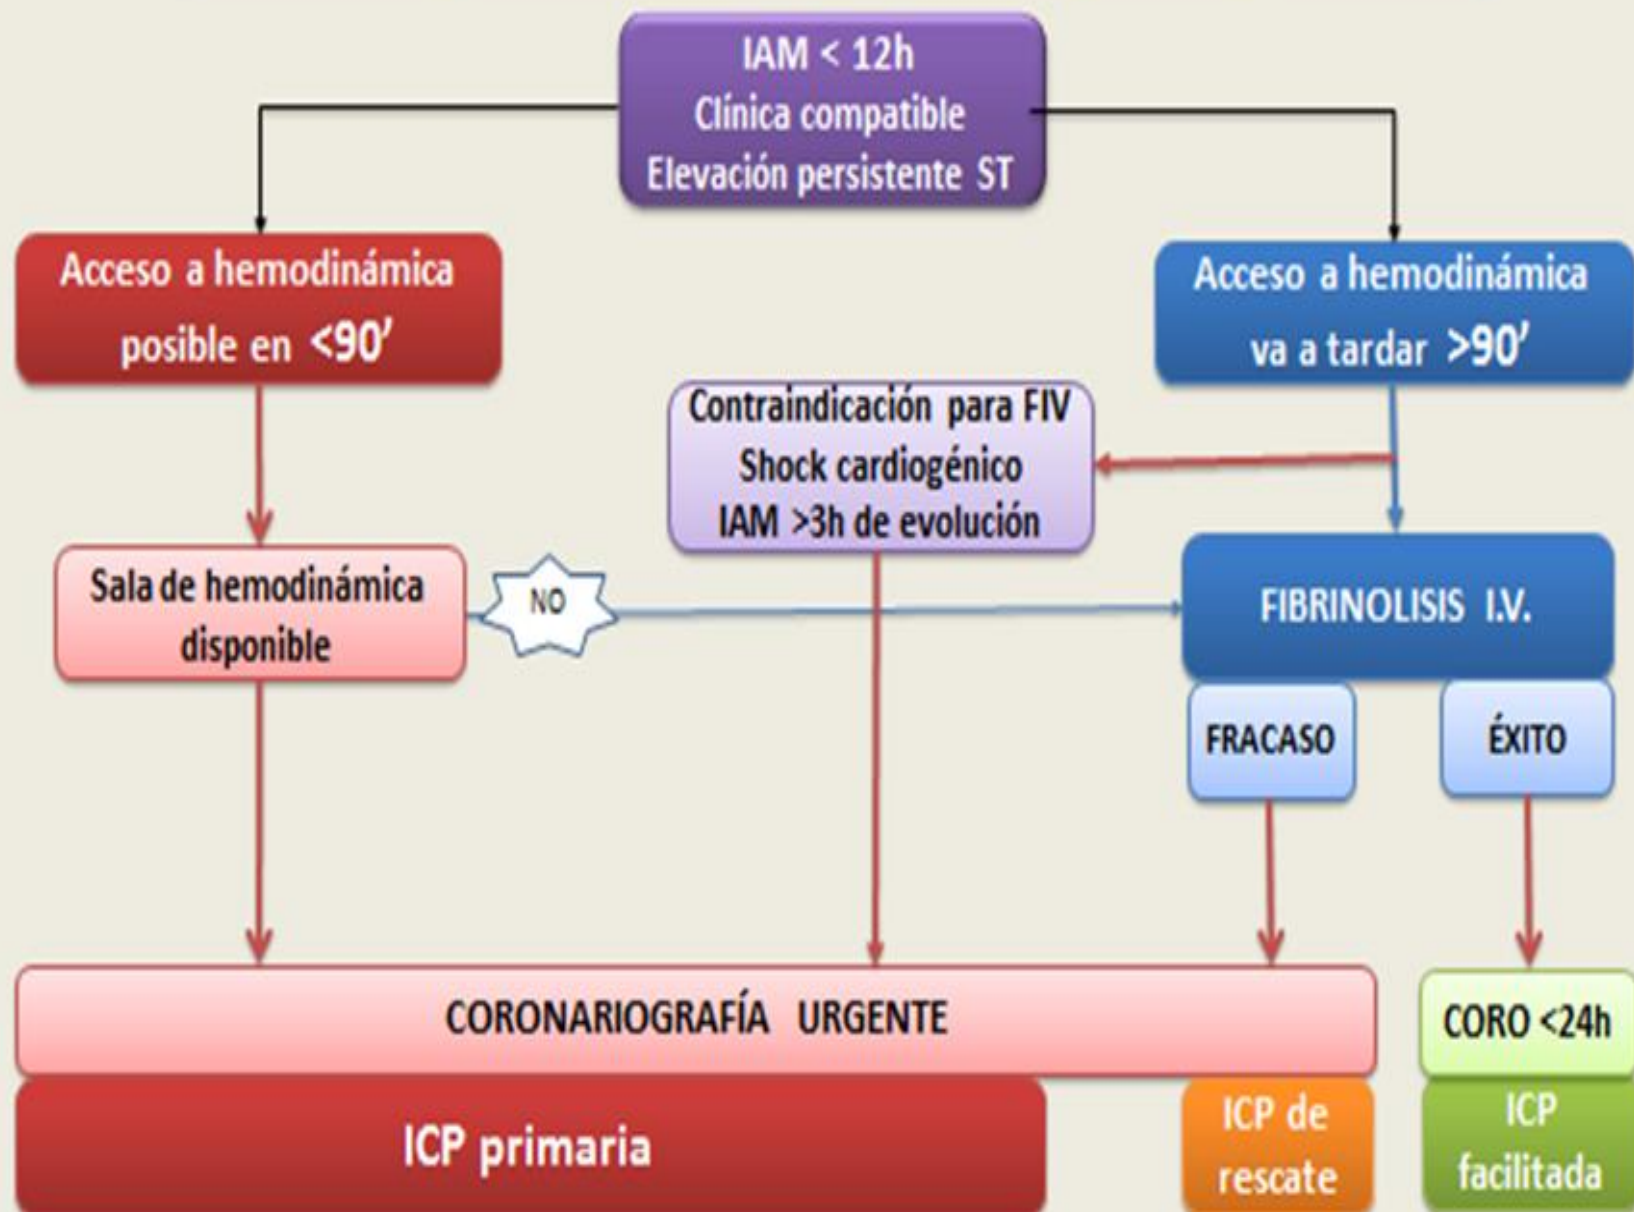 IAM < 12h
Clínica compatible
Elevación persistente ST
Acceso a hemodinámica
posible en <90’
Acceso a hemodinámica
va a tardar >90’
Contraindicación para FIV
Shock cardiogénico
IAM >3h de evolución
Sala de hemodinámica
disponible
NO
FIBRINOLISIS I.V.
FRACASO
ÉXITO
CORONARIOGRAFÍA URGENTE
CORO <24h
ICP primaria
ICP de
rescate
ICP
facilitada